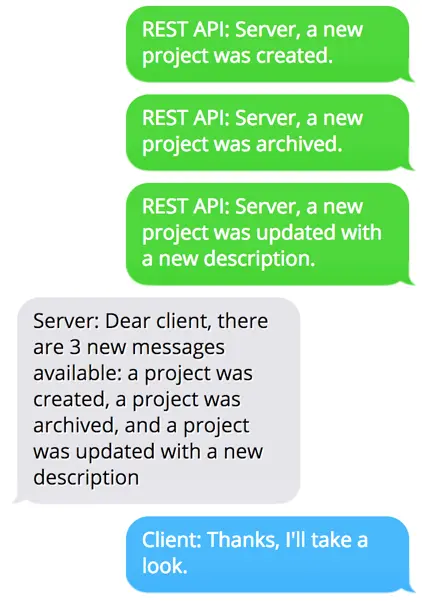 REST API: Server, a new
project was created.
REST API: Server, a new
project was archived.
REST API: Server, a new
project was updated with
a new description.
Server: Dear client, there
are 3 new messages
available: a project was
created, a project was
archived, and a project
was updated with a new
description
Client: Thanks, I'll take a
look.